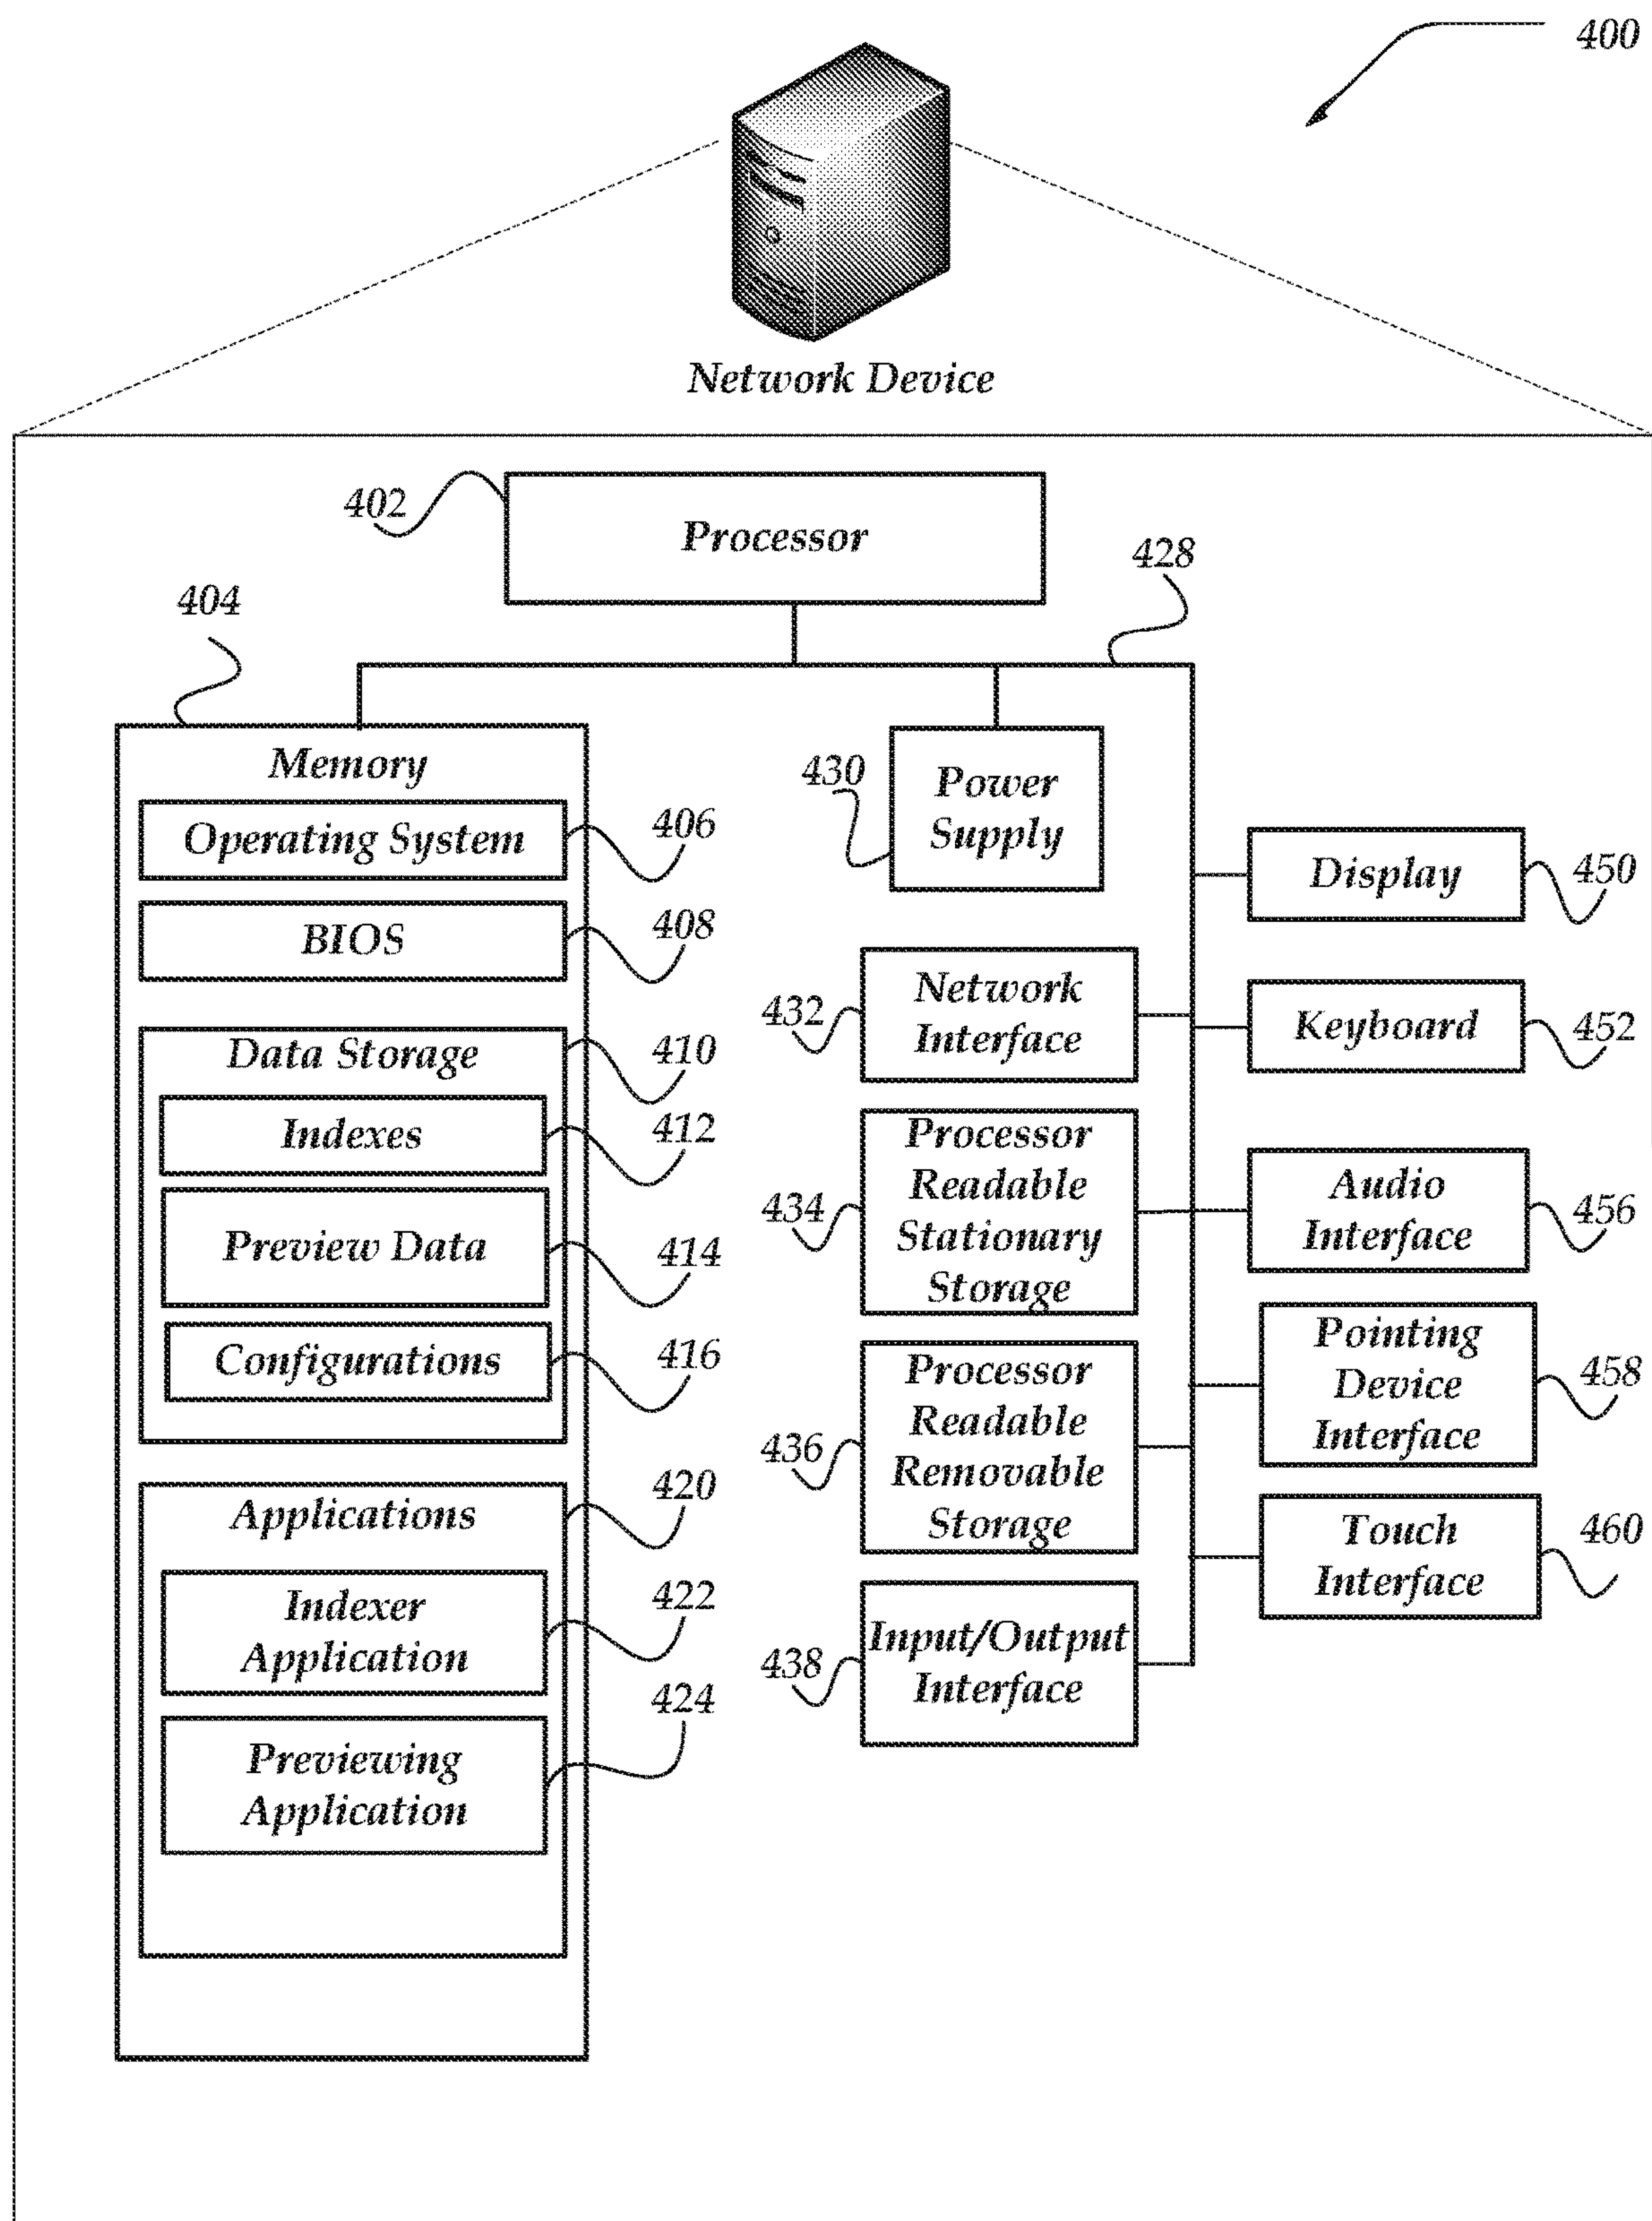 400
Network Device
402
Processor
428
404
Memory
Operating System
406
BIOS
408
Data Storage
410
Indexes
412
Preview Data
414
Configurations
416
Applications
420
Indexer
Application
422
Previewing
Application
424
430
Power
Supply
432
Network
Interface
434
Processor
Readable
Stationary
Storage
436
Processor
Readable
Removable
Storage
438
Input/Output
Interface
Display
450
Keyboard
452
Audio
Interface
456
Pointing
Device
Interface
458
Touch
Interface
460